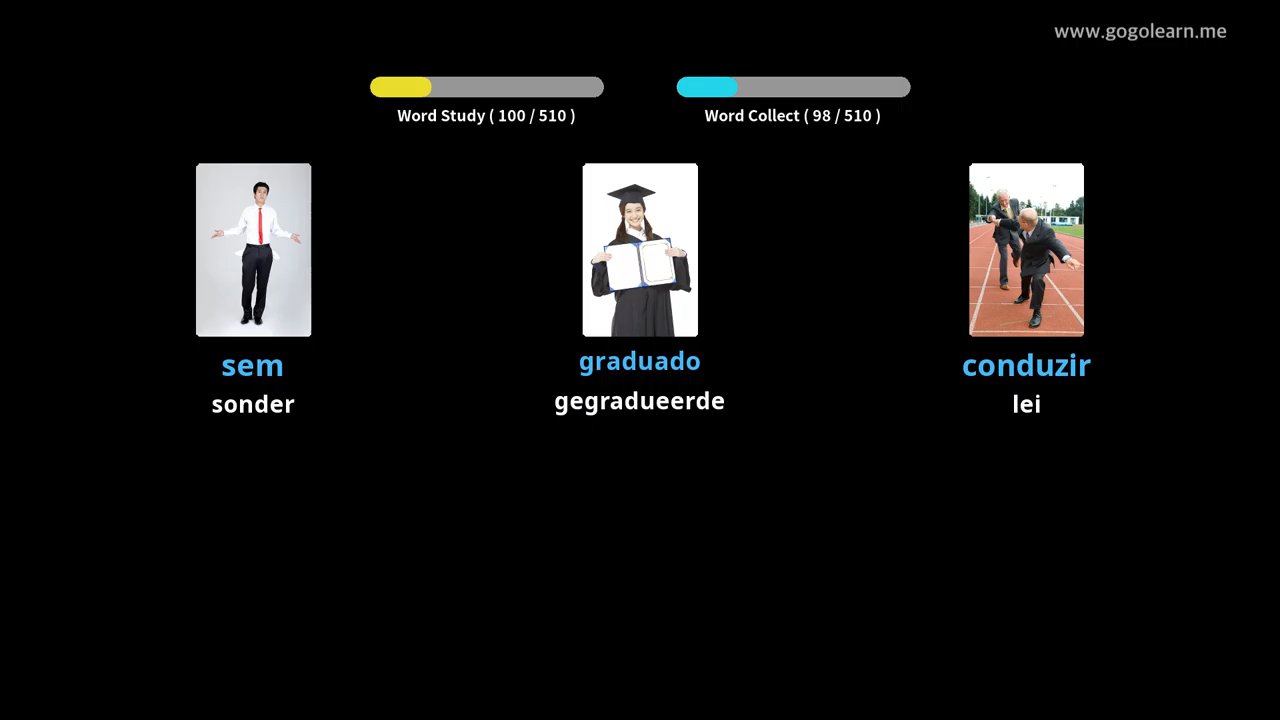 www.gogolearn.me
Word Study ( 100 / 510 )
Word Collect ( 98 / 510 )
sem
sonder
graduado
gegradueerde
conduzir
lei